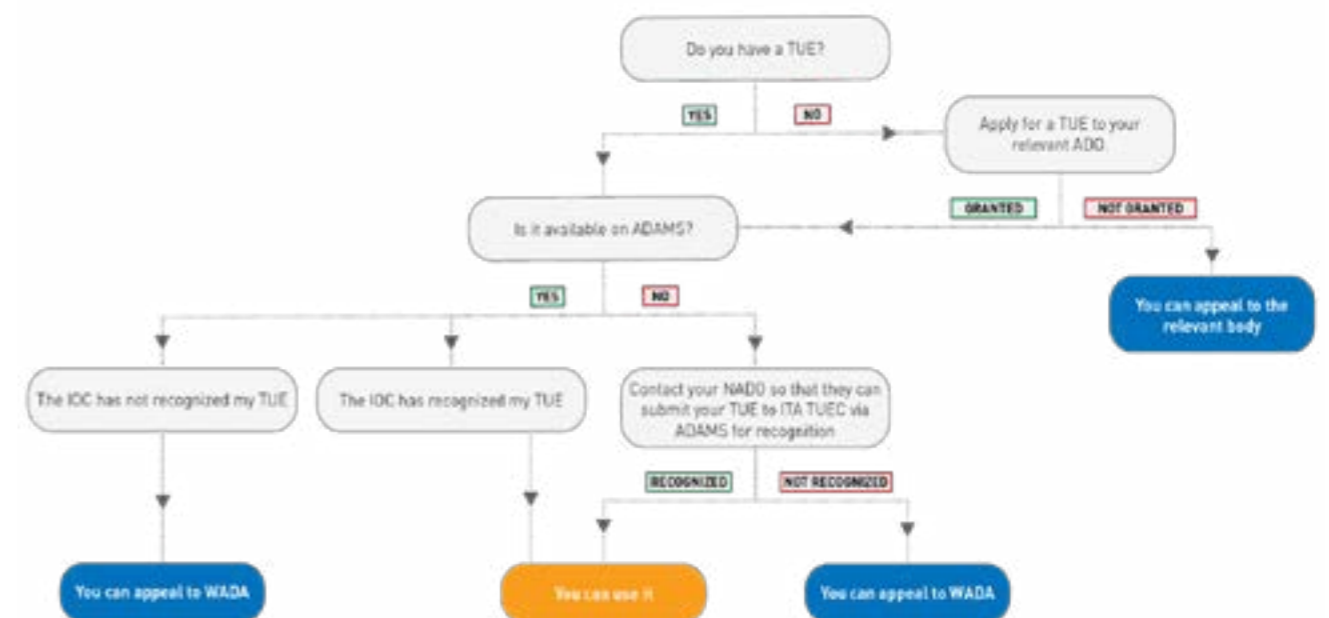 Do you have a TUE?
YES
NO
Apply for a TUE to your
relevant ADO.
GRANTED
NOT GRANTED
Is it available on ADAMS?
YES
NO
You can appeal to the
relevant body
The IOC has not recognized my TUE
The IOC has recognized my TUE
Contact your NADO so that they can
submit your TUE to ITA TUEC via
ADAMS for recognition
RECOGNIZED
NOT RECOGNIZED
You can appeal to WADA
You can use it
You can appeal to WADA